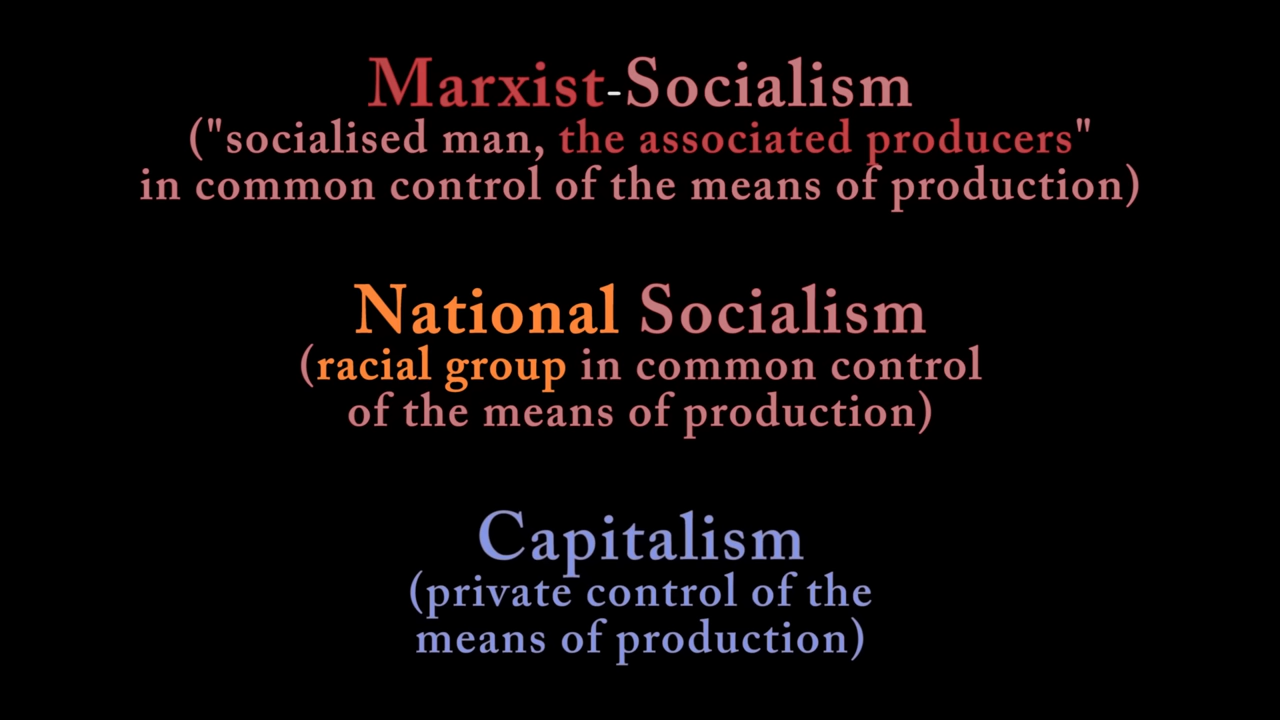 Marxist-Socialism
("socialised man, the associated producers"
in common control of the means of production)
National Socialism
(racial group in common control
of the means of production)
Capitalism
(private control of the
means of production)